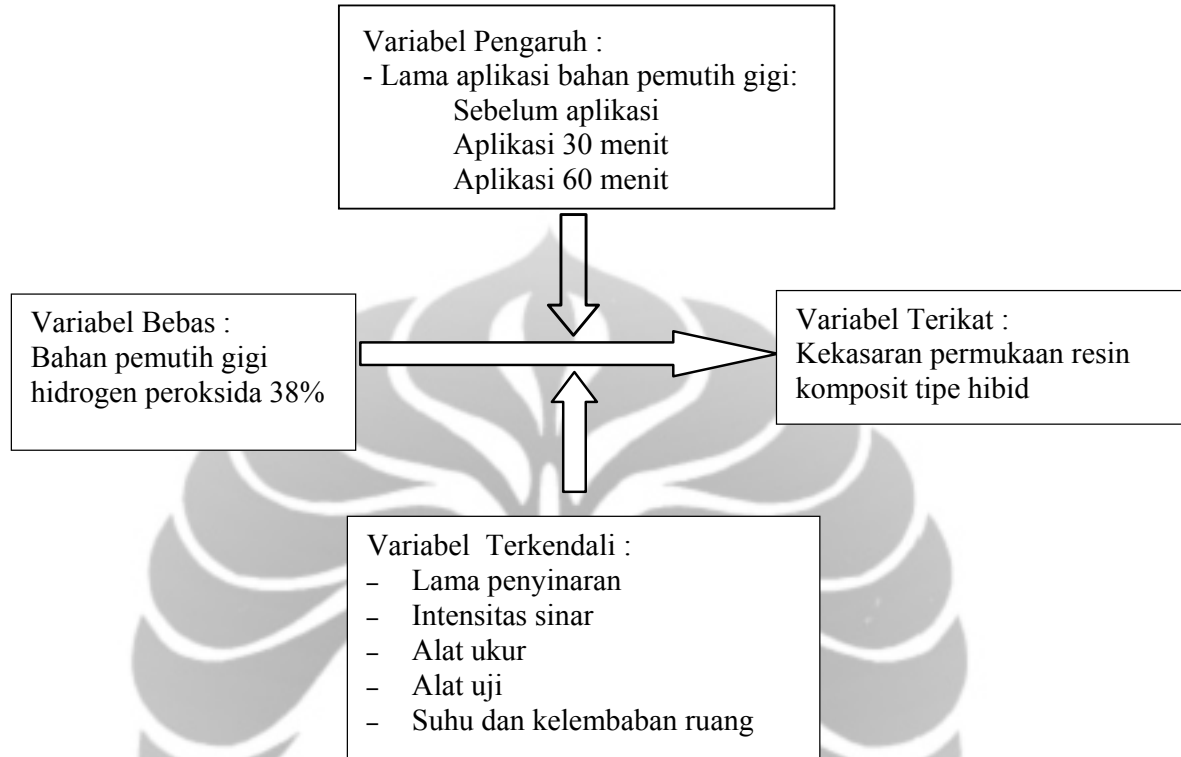 Variabel Pengaruh :
- Lama aplikasi bahan pemutih gigi:
Sebelum aplikasi
Aplikasi 30 menit
Aplikasi 60 menit
Variabel Bebas :
Bahan pemutih gigi
hidrogen peroksida 38%
Variabel Terikat :
Kekasaran permukaan resin
komposit tipe hibid
Variabel Terkendali :
- Lama penyinaran
- Intensitas sinar
- Alat ukur
- Alat uji
- Suhu dan kelembaban ruang